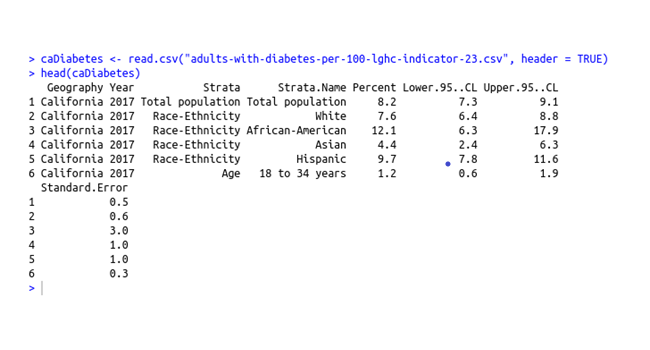 > caDiabetes <- read.csv("adults-with-diabetes-per-100-lghc-indicator-23.csv", header = TRUE)
> head(caDiabetes)
   Geography Year           Strata      Strata.Name Percent Lower.95..CL Upper.95..CL
1 California 2017 Total population Total population     8.2          7.3          9.1
2 California 2017   Race-Ethnicity            White     7.6          6.4          8.8
3 California 2017   Race-Ethnicity African-American    12.1          6.3         17.9
4 California 2017   Race-Ethnicity            Asian     4.4          2.4          6.3
5 California 2017   Race-Ethnicity         Hispanic     9.7          7.8         11.6
6 California 2017              Age   18 to 34 years     1.2          0.6          1.9
  Standard.Error
1            0.5
2            0.6
3            3.0
4            1.0
5            1.0
6            0.3
>